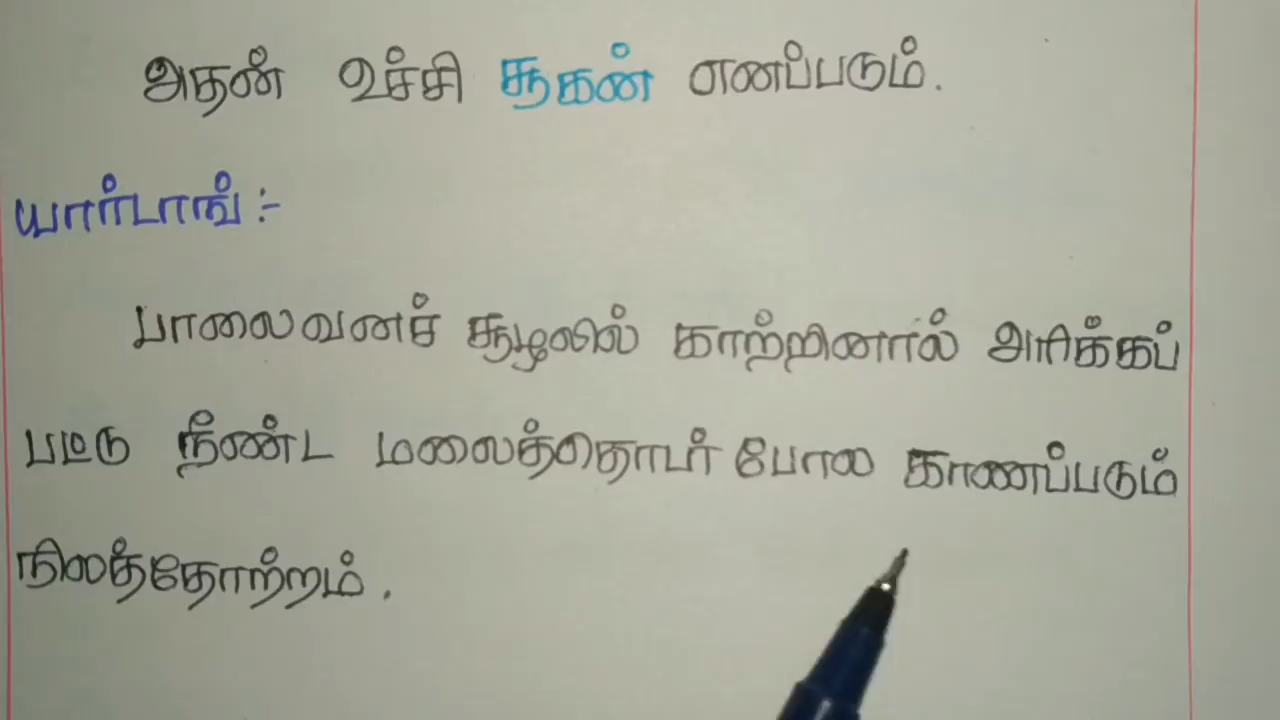 அதன் உச்சி சூகன் எனப்படும்.
யார்டாங் :-
பாலைவனச் சூழலில் காற்றினால் அரிக்கப்
பட்டு நீண்ட மலைத்தொடர் போல காணப்படும்
நிலத்தோற்றம்.